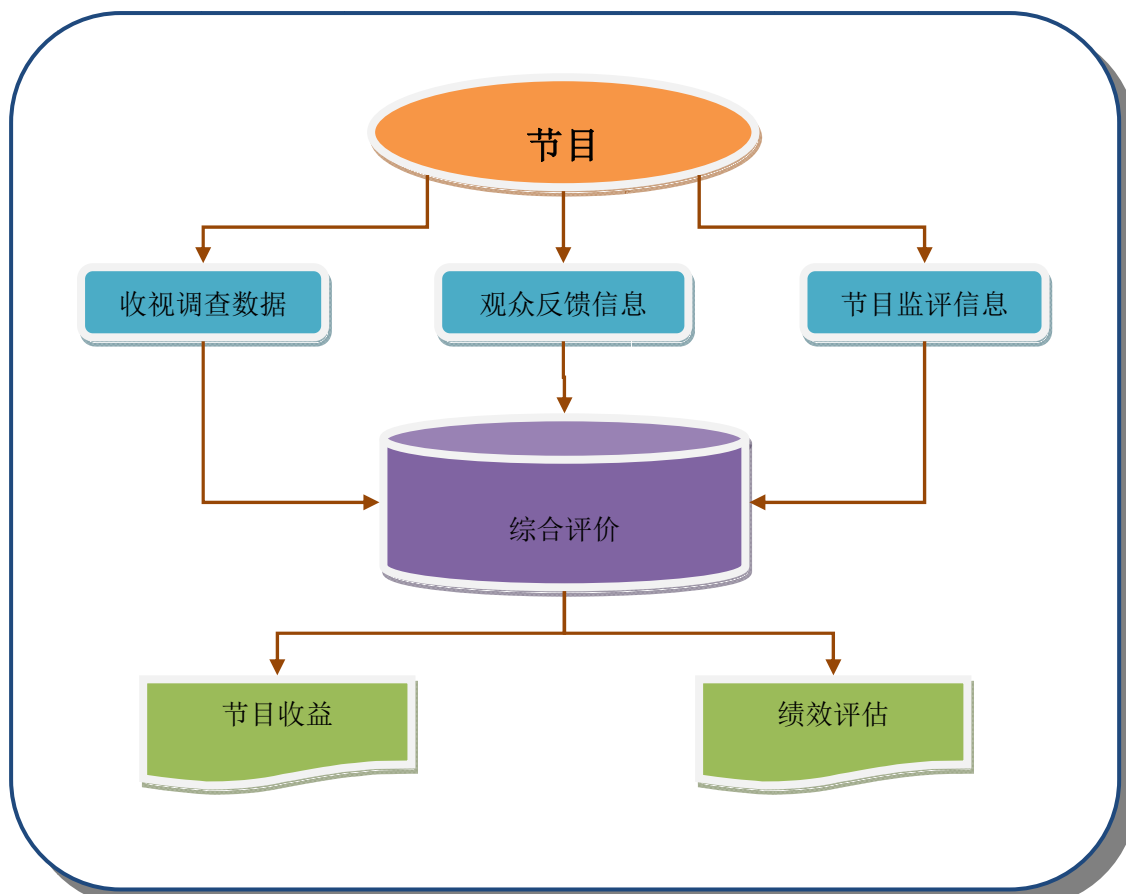 节目
收视调查数据
观众反馈信息
节目监评信息
综合评价
节目收益
绩效评估